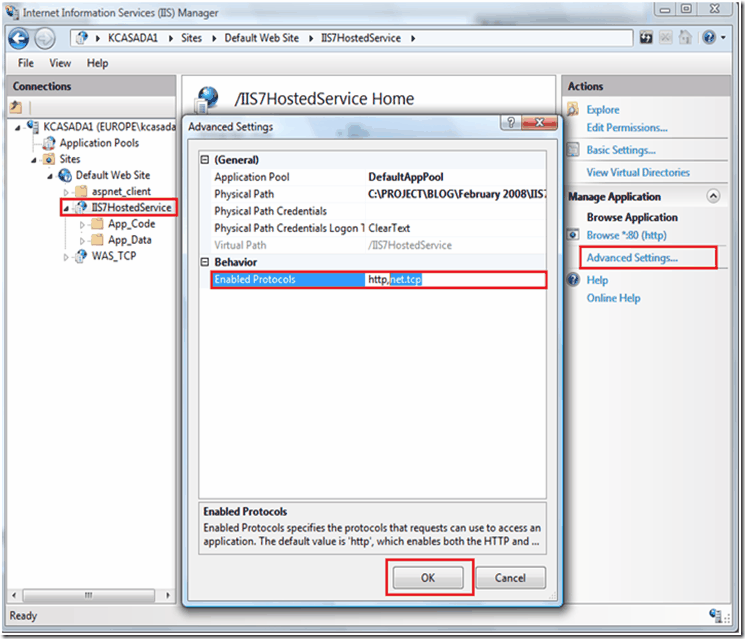 Internet Information Services (IIS) Manager
KCASADA1 Sites Default Web Site IIS7HostedService
File View Help
Connections
KCASADA1 (EUROPE\kcasada
Application Pools
Sites
Default Web Site
aspnet_client
IIS7HostedService
App_Code
App_Data
WAS_TCP
/IIS7HostedService Home
Advanced Settings
(General)
Application Pool DefaultAppPool
Physical Path C:\PROJECT\BLOG\February 2008\IIS7
Physical Path Credentials
Physical Path Credentials Logon T ClearText
Virtual Path /IIS7HostedService
Behavior
Enabled Protocols http,net.tcp
Enabled Protocols
Enabled Protocols specifies the protocols that requests can use to access an
application. The default value is 'http', which enables both the HTTP and ...
OK Cancel
Actions
Explore
Edit Permissions...
Basic Settings...
View Virtual Directories
Manage Application
Browse Application
Browse *:80 (http)
Advanced Settings...
Help
Online Help
Ready